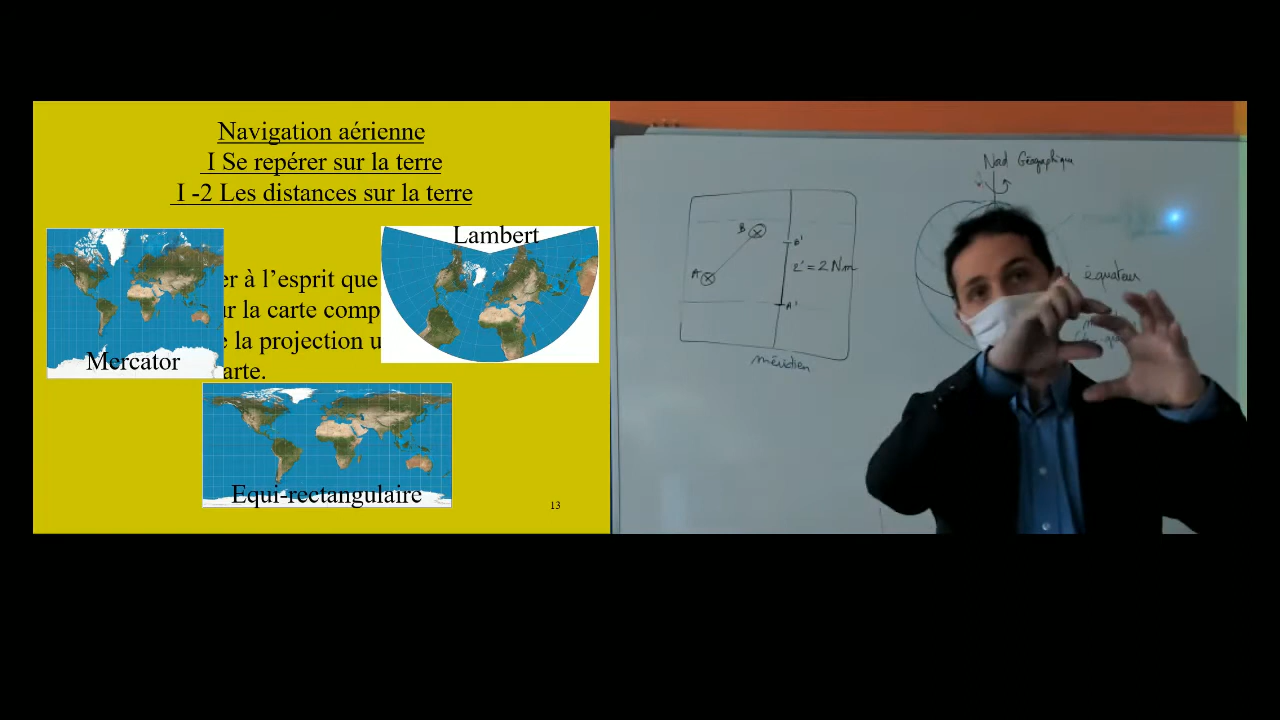 Navigation aérienne
I Se repérer sur la terre
I -2 Les distances sur la terre
Lambert
er à l’esprit que
ur la carte comp
la projection u
arte.
Mercator
Equi-rectangulaire
13
Nord Géographique
B
B'
2' = 2 Nm
A
A'
équateur
méridien